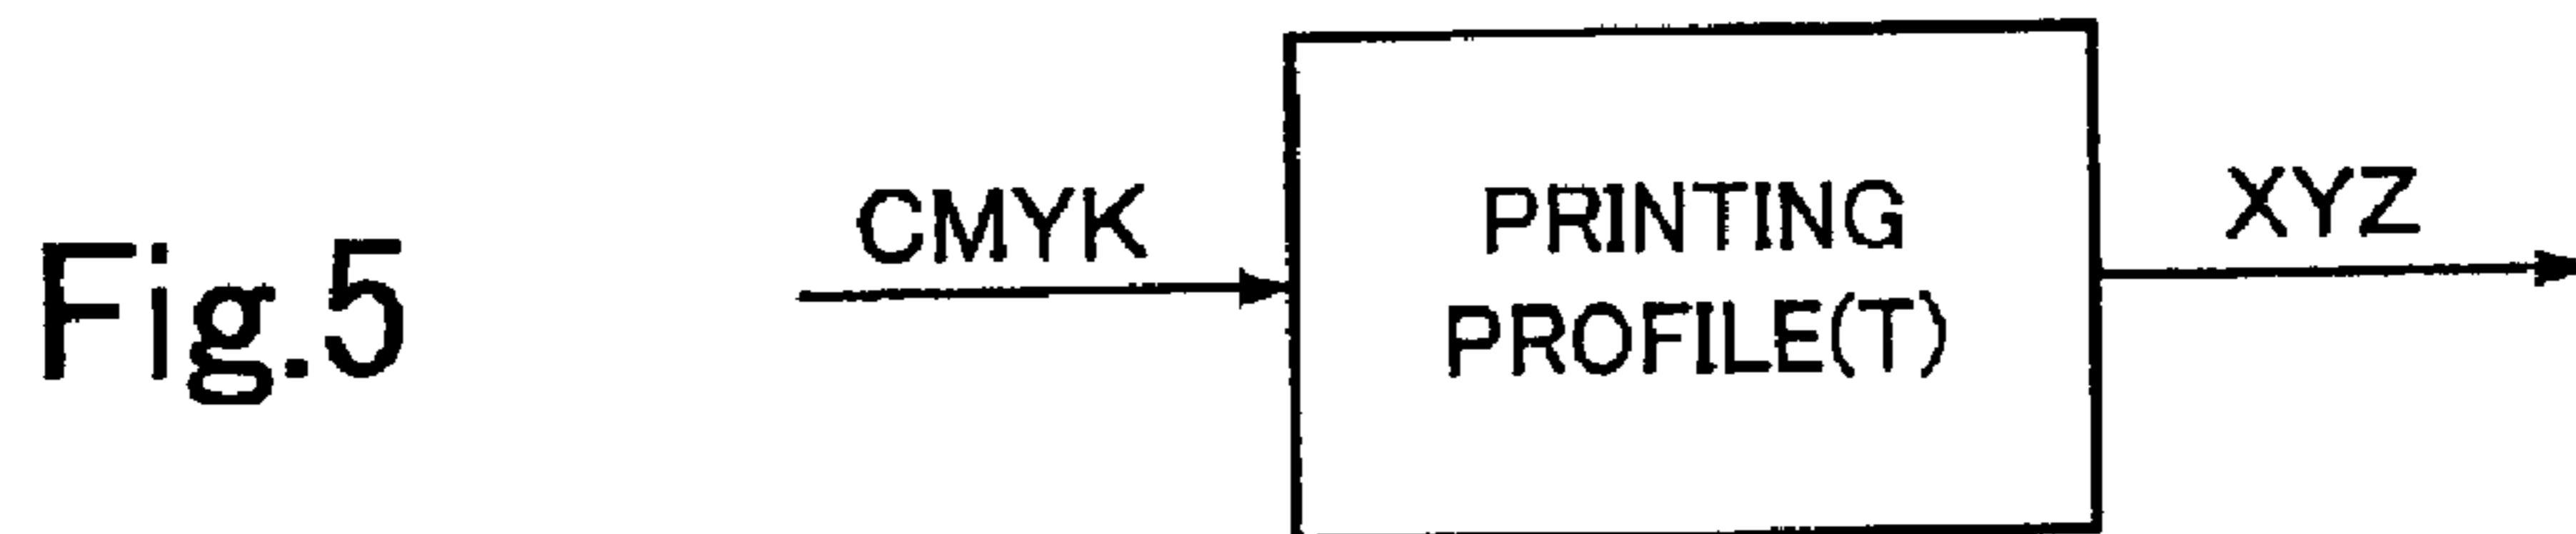 Fig.5
CMYK
PRINTING
PROFILE(T)
XYZ